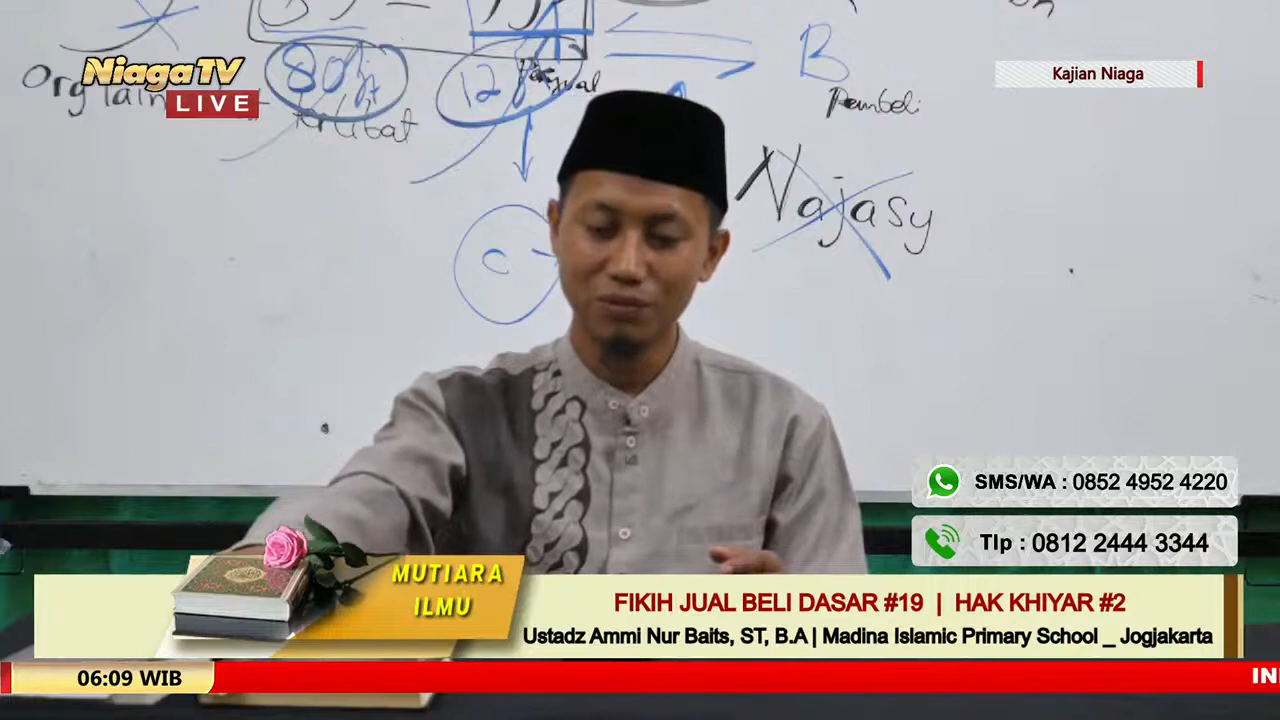 NiagaTV
LIVE
Kajian Niaga
B
Pembeli
Najasy
terlibat
SMS/WA : 0852 4952 4220
Tlp : 0812 2444 3344
MUTIARA
ILMU
FIKIH JUAL BELI DASAR #19 | HAK KHIYAR #2
Ustadz Ammi Nur Baits, ST, B.A | Madina Islamic Primary School _ Jogjakarta
06:09 WIB